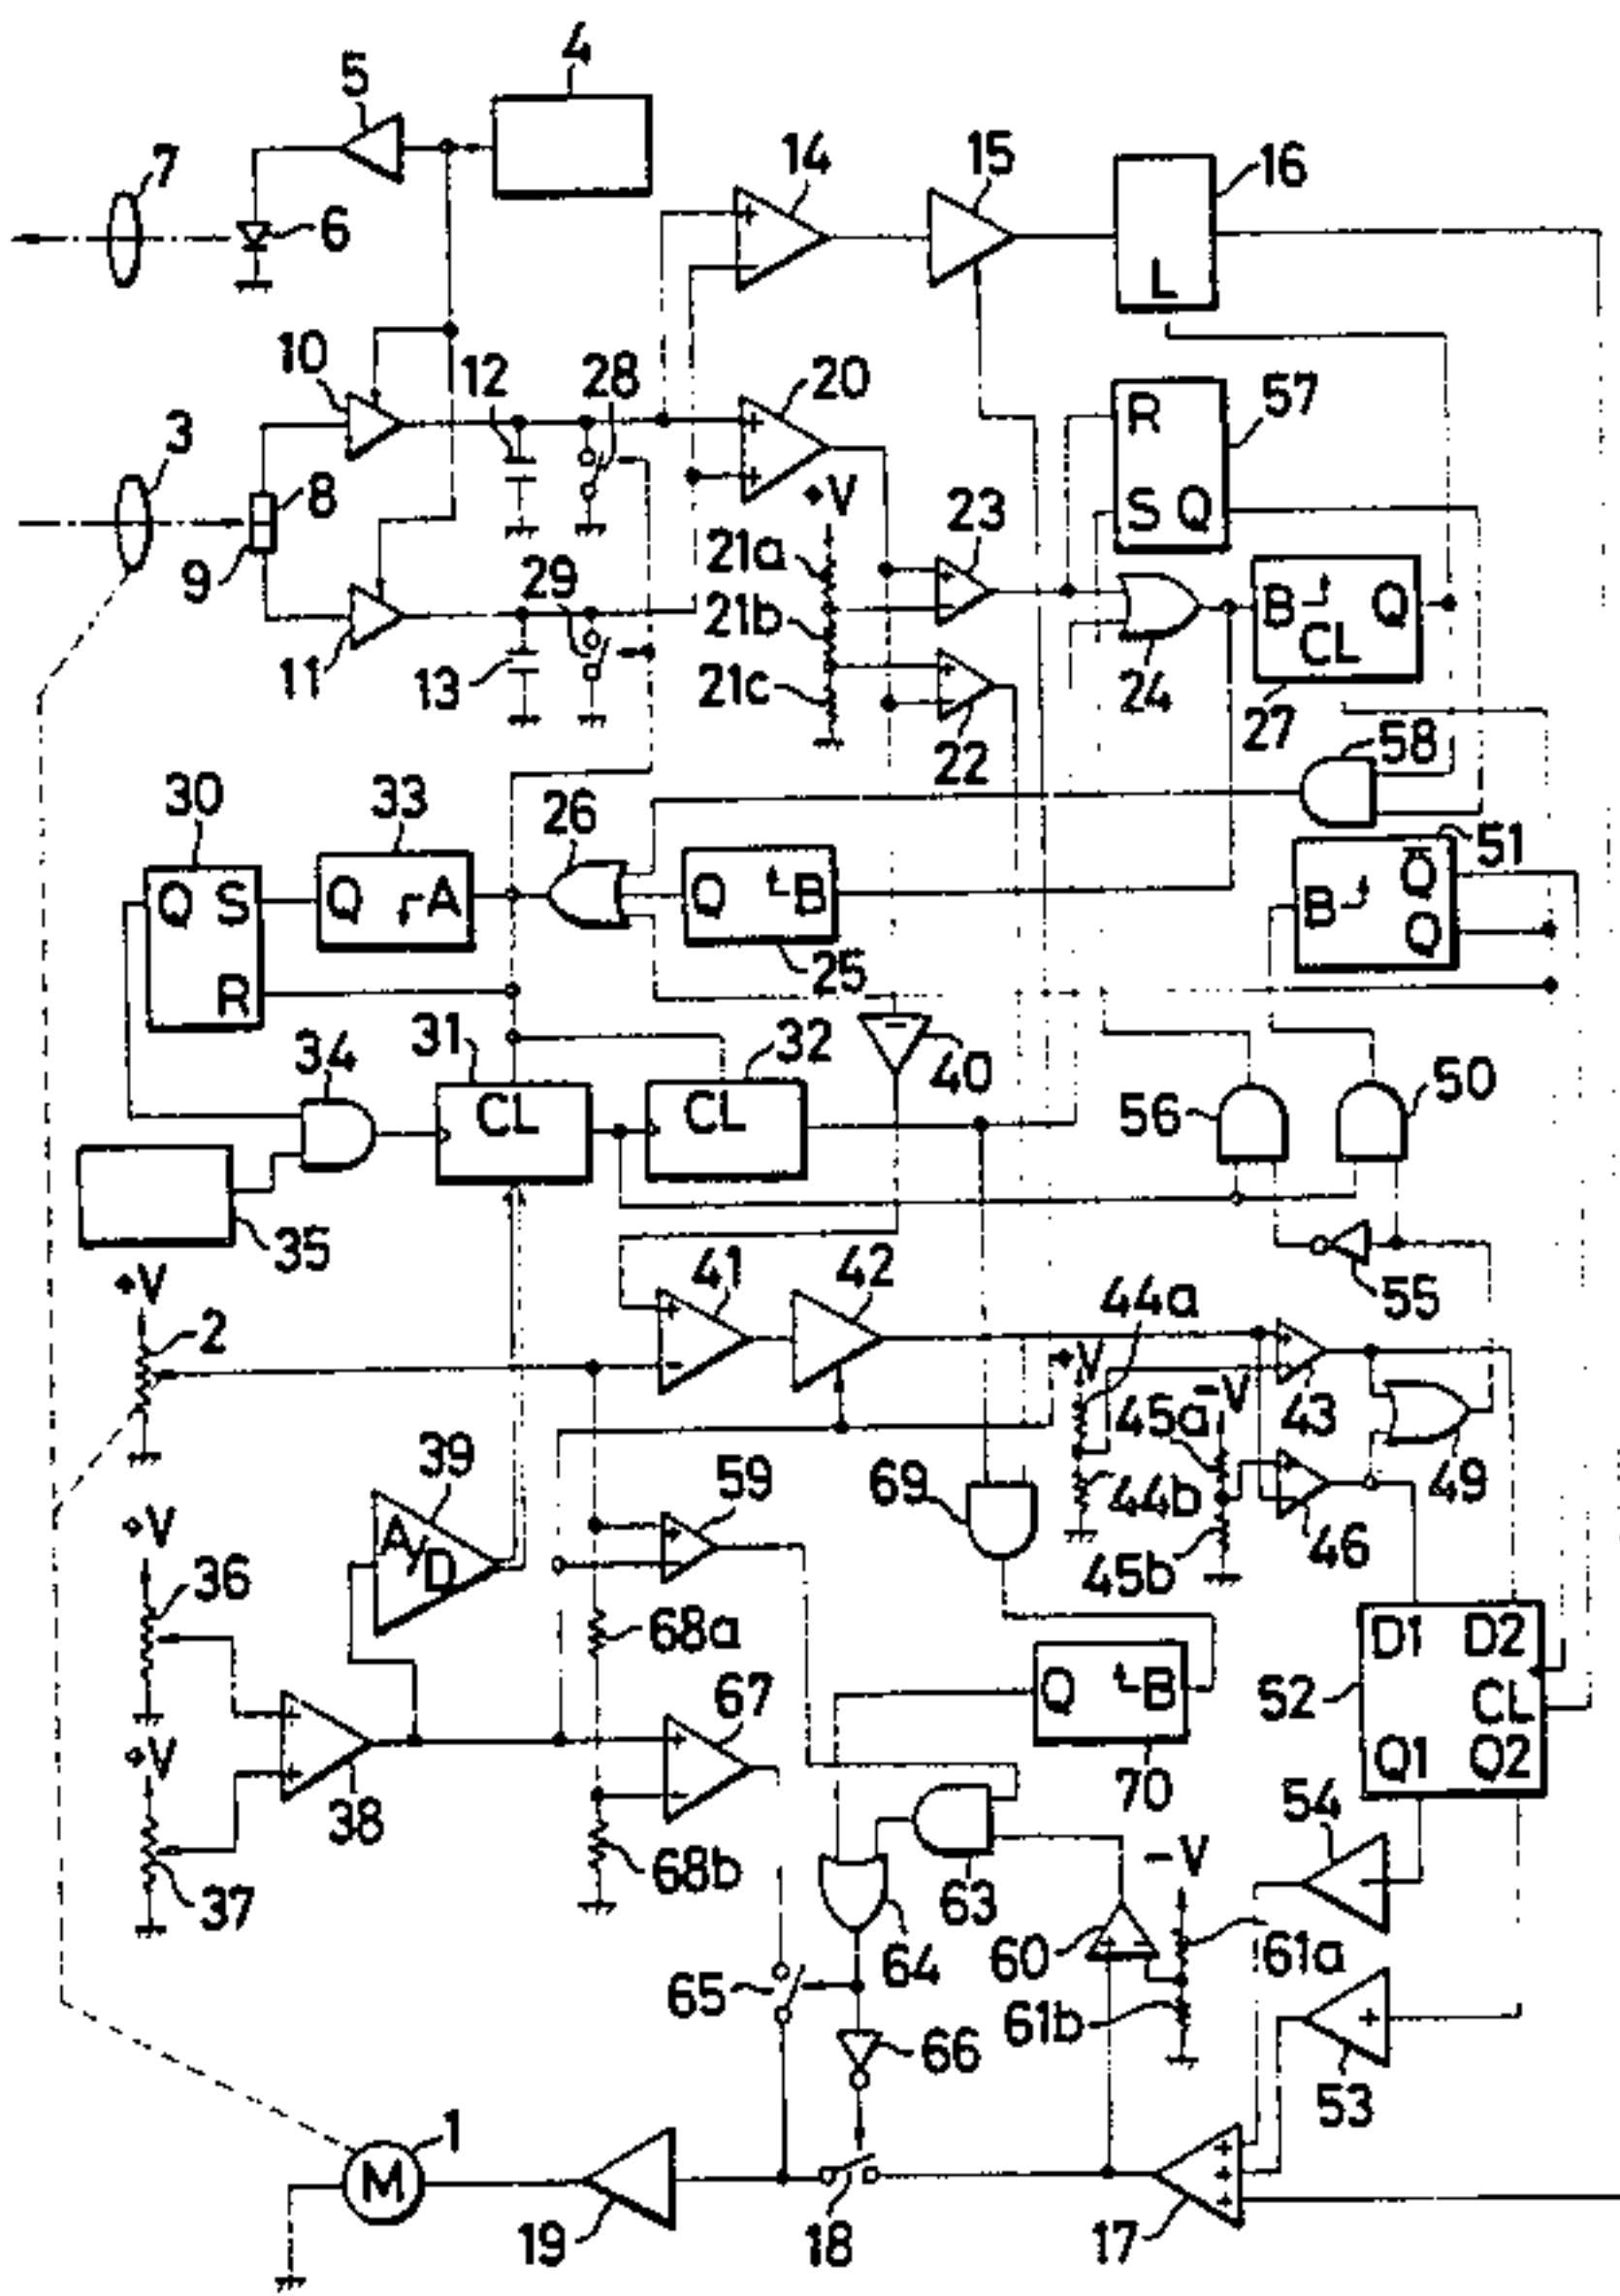 4
5
14
15
16
7
6
L
10
12
28
20
R
57
3
8
S Q
+V
23
9
21a
29
21b
B CL Q
11
13
21c
24
27
22
58
30
33
26
51
Q S
Q A
Q B
B Q̅
Q
25
R
34
31
32
40
50
CL
CL
56
35
+V
41
42
55
2
44a
+V
-V
45a
43
39
59
69
49
+V
A/D
44b
46
36
45b
68a
D1 D2
67
Q B
52
CL
+V
Q1 Q2
38
70
54
68b
-V
37
63
60
61a
64
65
61b
66
53
1
M
19
18
17